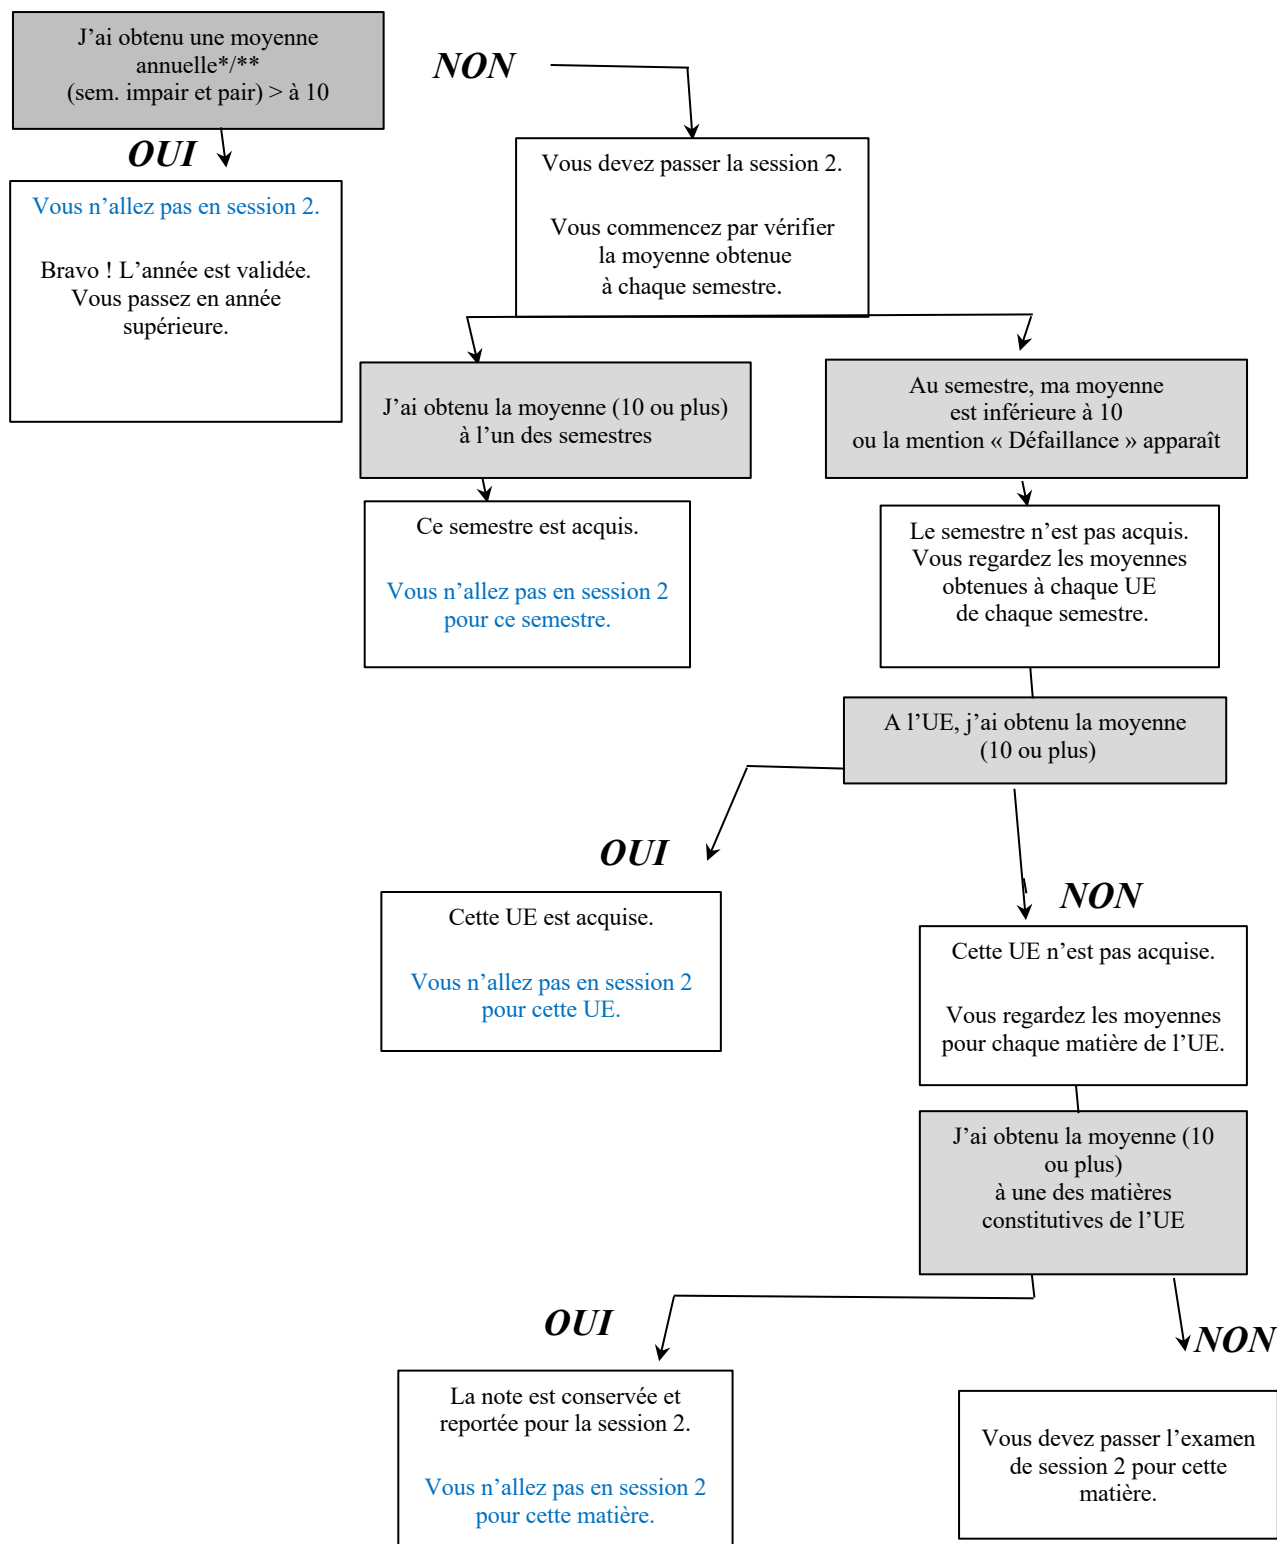 J'ai obtenu une moyenne
annuelle*/**
(sem. impair et pair) > à 10
NON
OUI
Vous n'allez pas en session 2.
Bravo ! L'année est validée.
Vous passez en année
supérieure.
Vous devez passer la session 2.
Vous commencez par vérifier
la moyenne obtenue
à chaque semestre.
J'ai obtenu la moyenne (10 ou plus)
à l'un des semestres
Au semestre, ma moyenne
est inférieure à 10
ou la mention « Défaillance » apparaît
Ce semestre est acquis.
Vous n'allez pas en session 2
pour ce semestre.
Le semestre n'est pas acquis.
Vous regardez les moyennes
obtenues à chaque UE
de chaque semestre.
A l'UE, j'ai obtenu la moyenne
(10 ou plus)
OUI
NON
Cette UE est acquise.
Vous n'allez pas en session 2
pour cette UE.
Cette UE n'est pas acquise.
Vous regardez les moyennes
pour chaque matière de l'UE.
J'ai obtenu la moyenne (10
ou plus)
à une des matières
constitutives de l'UE
OUI
NON
La note est conservée et
reportée pour la session 2.
Vous n'allez pas en session 2
pour cette matière.
Vous devez passer l'examen
de session 2 pour cette
matière.